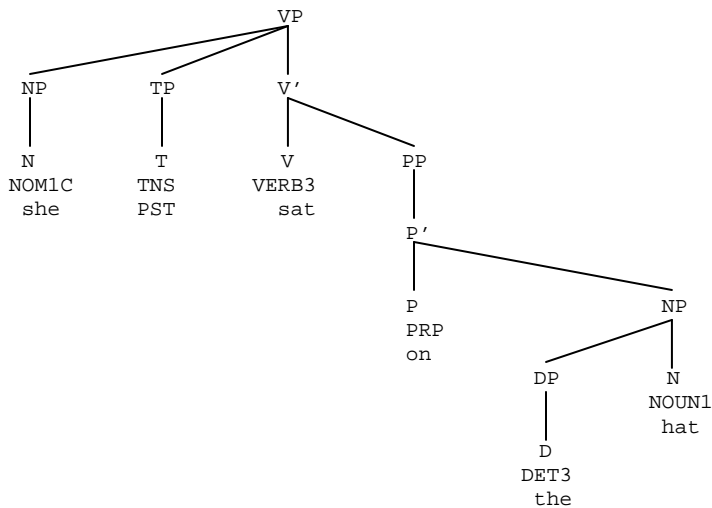 VP
NP TP V'
N T V PP
NOM1C TNS VERB3
she PST sat
P'
P NP
PRP
on
DP N
NOUN1
hat
D
DET3
the